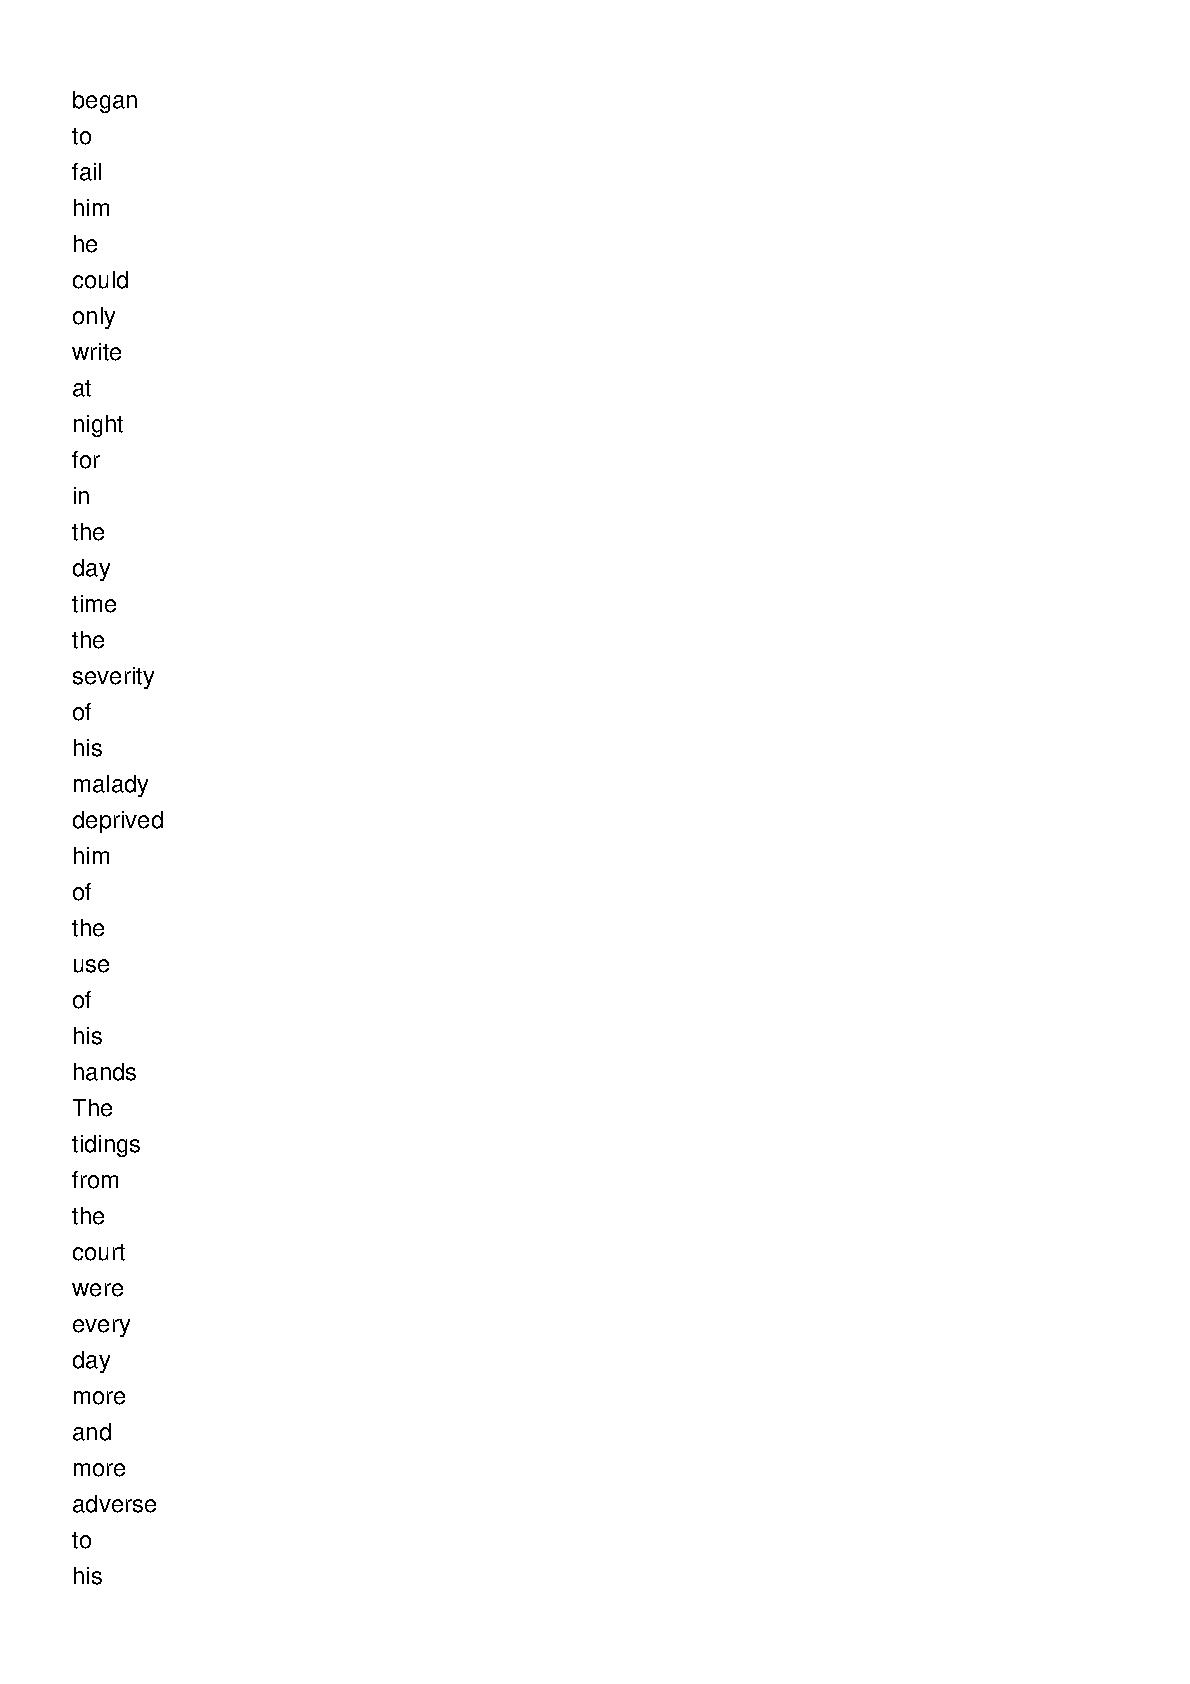 began
to
fail
him
he
could
only
write
at
night
for
in
the
day
time
the
severity
of
his
malady
deprived
him
of
the
use
of
his
hands
The
tidings
from
the
court
were
every
day
more
and
more
adverse
to
his